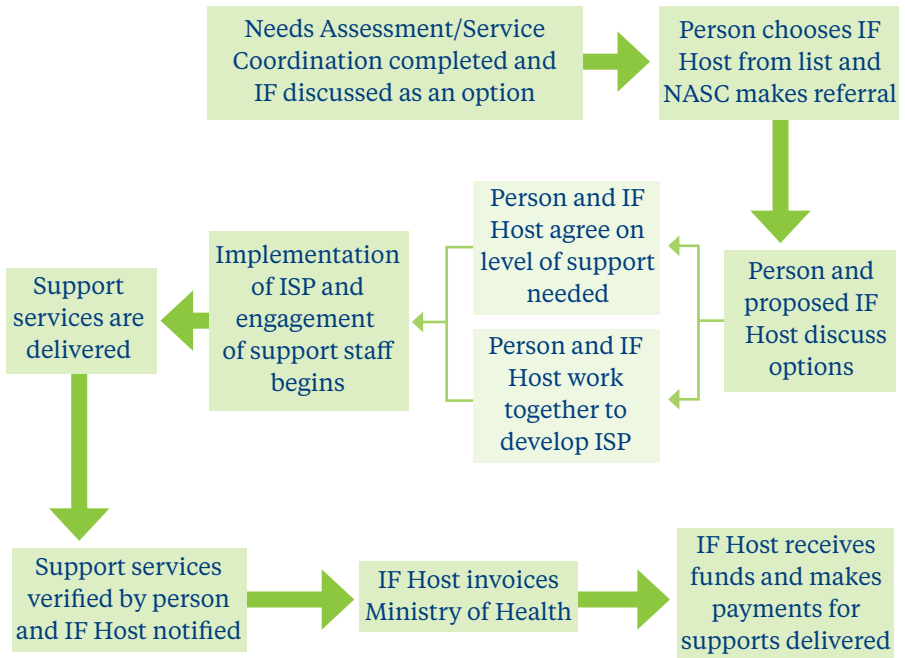 Needs Assessment/Service
Coordination completed and
IF discussed as an option
Person chooses IF
Host from list and
NASC makes referral
Person and
proposed IF
Host discuss
options
Person and IF
Host agree on
level of support
needed
Person and IF
Host work
together to
develop ISP
Implementation
of ISP and
engagement
of support staff
begins
Support
services are
delivered
Support services
verified by person
and IF Host notified
IF Host invoices
Ministry of Health
IF Host receives
funds and makes
payments for
supports delivered